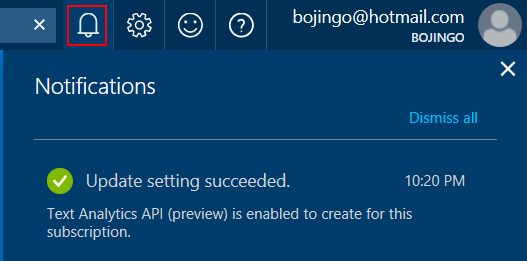 bojingo@hotmail.com
BOJINGO
Notifications
Dismiss all
Update setting succeeded. 10:20 PM
Text Analytics API (preview) is enabled to create for this
subscription.